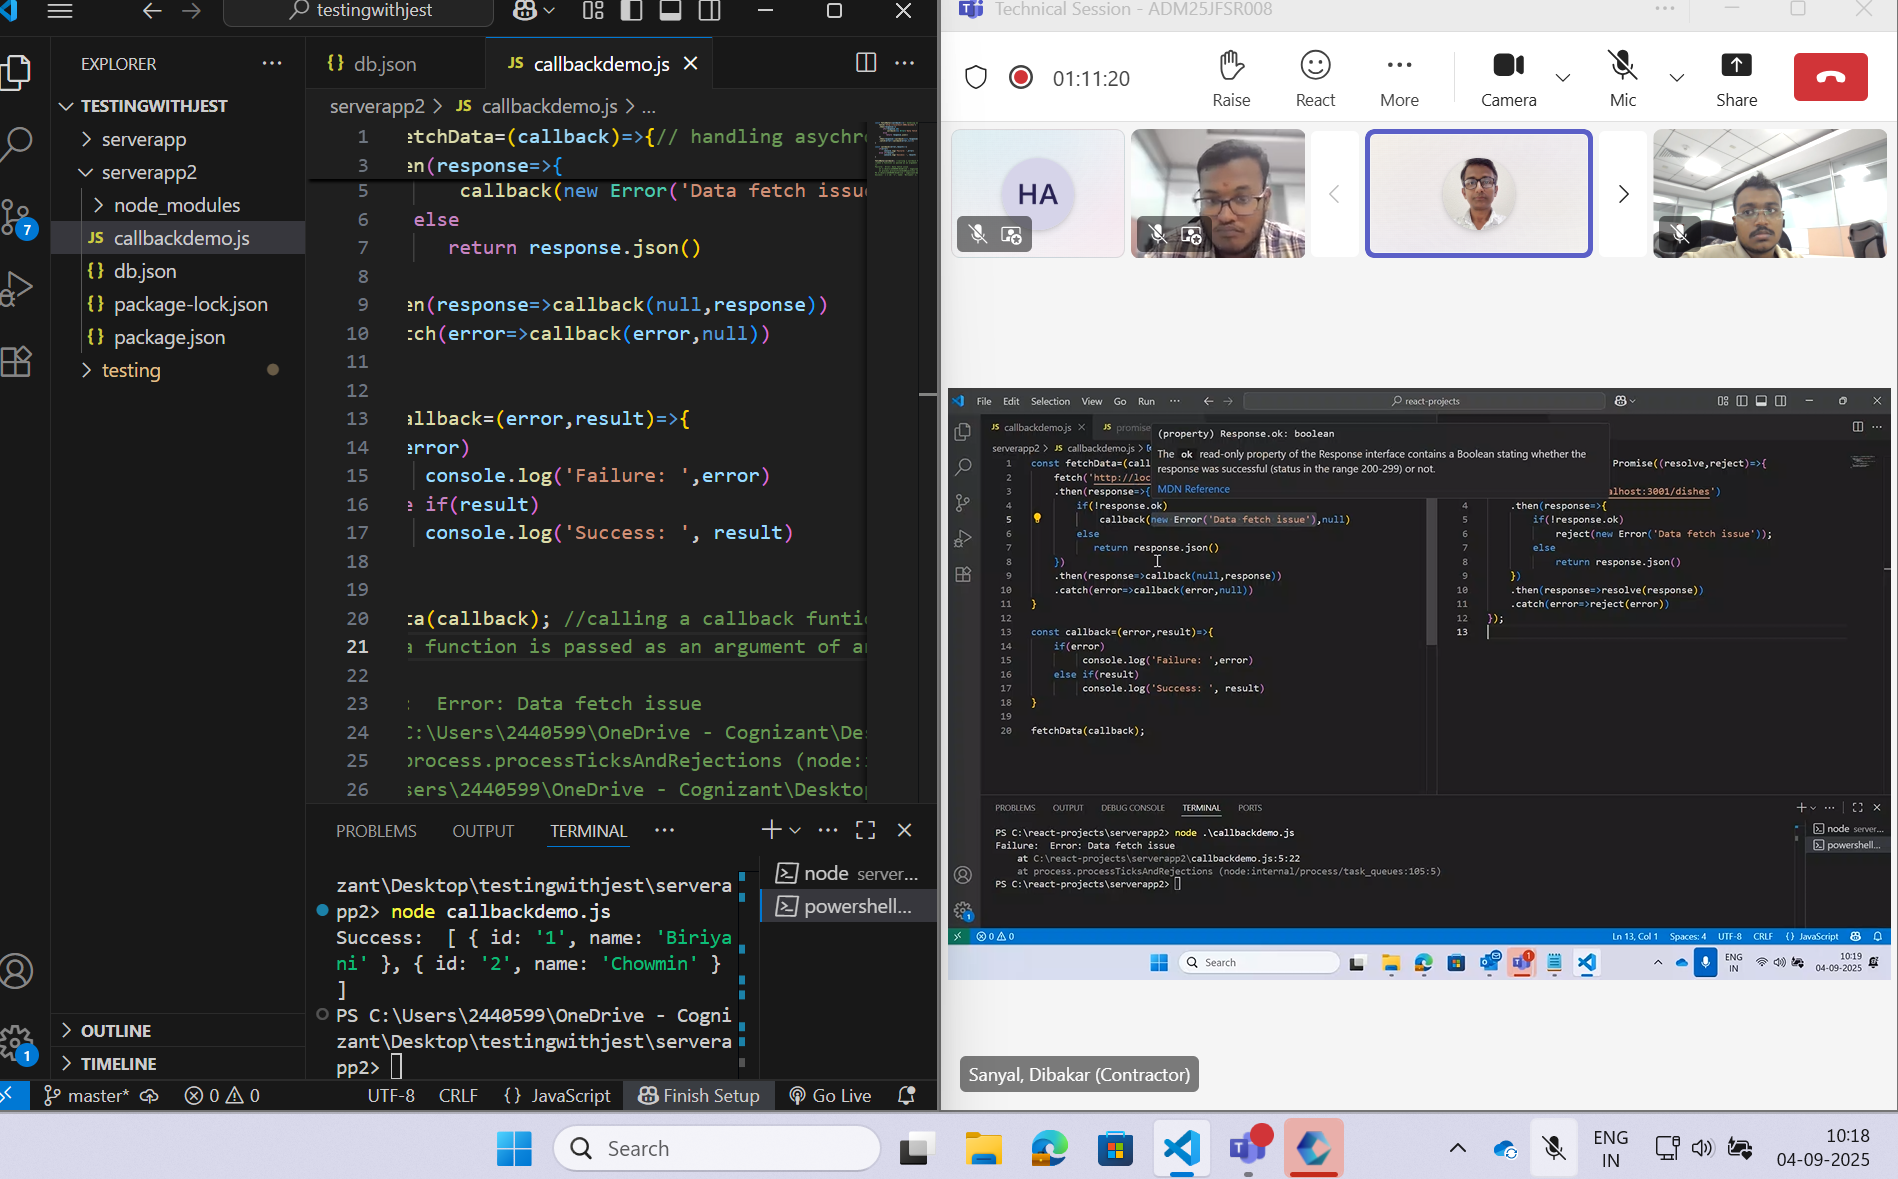 testingwithjest
EXPLORER
TESTINGWITHJEST
serverapp
serverapp2
node_modules
callbackdemo.js
db.json
package-lock.json
package.json
testing
OUTLINE
TIMELINE
7
1
db.json
JS callbackdemo.js
serverapp2 > JS callbackdemo.js > ...
1 etchData=(callback)=>{// handling asychr
3 en(response=>{
5 callback(new Error('Data fetch issu
6 else
7 return response.json()
8
9 en(response=>callback(null,response))
10 tch(error=>callback(error,null))
11
12
13 allback=(error,result)=>{
14 error)
15 console.log('Failure: ',error)
16 e if(result)
17 console.log('Success: ', result)
18
19
20 ta(callback); //calling a callback funti
21 a function is passed as an argument of a
22
23 :  Error: Data fetch issue
24 C:\Users\2440599\OneDrive - Cognizant\De
25 process.processTicksAndRejections (node:
26 sers\2440599\OneDrive - Cognizant\Deskto
PROBLEMS OUTPUT TERMINAL
zant\Desktop\testingwithjest\servera
pp2> node callbackdemo.js
Success:  [ { id: '1', name: 'Biriya
ni' }, { id: '2', name: 'Chowmin' }
]
PS C:\Users\2440599\OneDrive - Cogni
zant\Desktop\testingwithjest\servera
pp2>
node server...
powershell...
master* 0 0 UTF-8 CRLF {} JavaScript Finish Setup Go Live
Technical Session - ADM25JFSR008
01:11:20
Raise React More Camera Mic Share
HA
File Edit Selection View Go Run ... react-projects
JS callbackdemo.js JS promise
(property) Response.ok: boolean
The ok read-only property of the Response interface contains a Boolean stating whether the
response was successful (status in the range 200-299) or not.
MDN Reference
serverapp2 > JS callbackdemo.js >
1 const fetchData=(call
2 fetch('http://loc
3 .then(response=>{
4 if(!response.ok)
5 callback(new Error('Data fetch issue'),null)
6 else
7 return response.json()
8 })
9 .then(response=>callback(null,response))
10 .catch(error=>callback(error,null))
11 }
12
13 const callback=(error,result)=>{
14 if(error)
15 console.log('Failure: ',error)
16 else if(result)
17 console.log('Success: ', result)
18 }
19
20 fetchData(callback);
Promise((resolve,reject)=>{
alhost:3001/dishes')
4 .then(response=>{
5 if(!response.ok)
6 reject(new Error('Data fetch issue'));
7 else
8 return response.json()
9 })
10 .then(response=>resolve(response))
11 .catch(error=>reject(error))
12 });
13
PROBLEMS OUTPUT DEBUG CONSOLE TERMINAL PORTS
PS C:\react-projects\serverapp2> node .\callbackdemo.js
Failure:  Error: Data fetch issue
at C:\react-projects\serverapp2\callbackdemo.js:5:22
at process.processTicksAndRejections (node:internal/process/task_queues:105:5)
PS C:\react-projects\serverapp2>
node server...
powershell...
1
0 0 Ln 13, Col 1 Spaces: 4 UTF-8 CRLF {} JavaScript
Search
ENG
IN
10:19
04-09-2025
Sanyal, Dibakar (Contractor)
Search
ENG
IN
10:18
04-09-2025